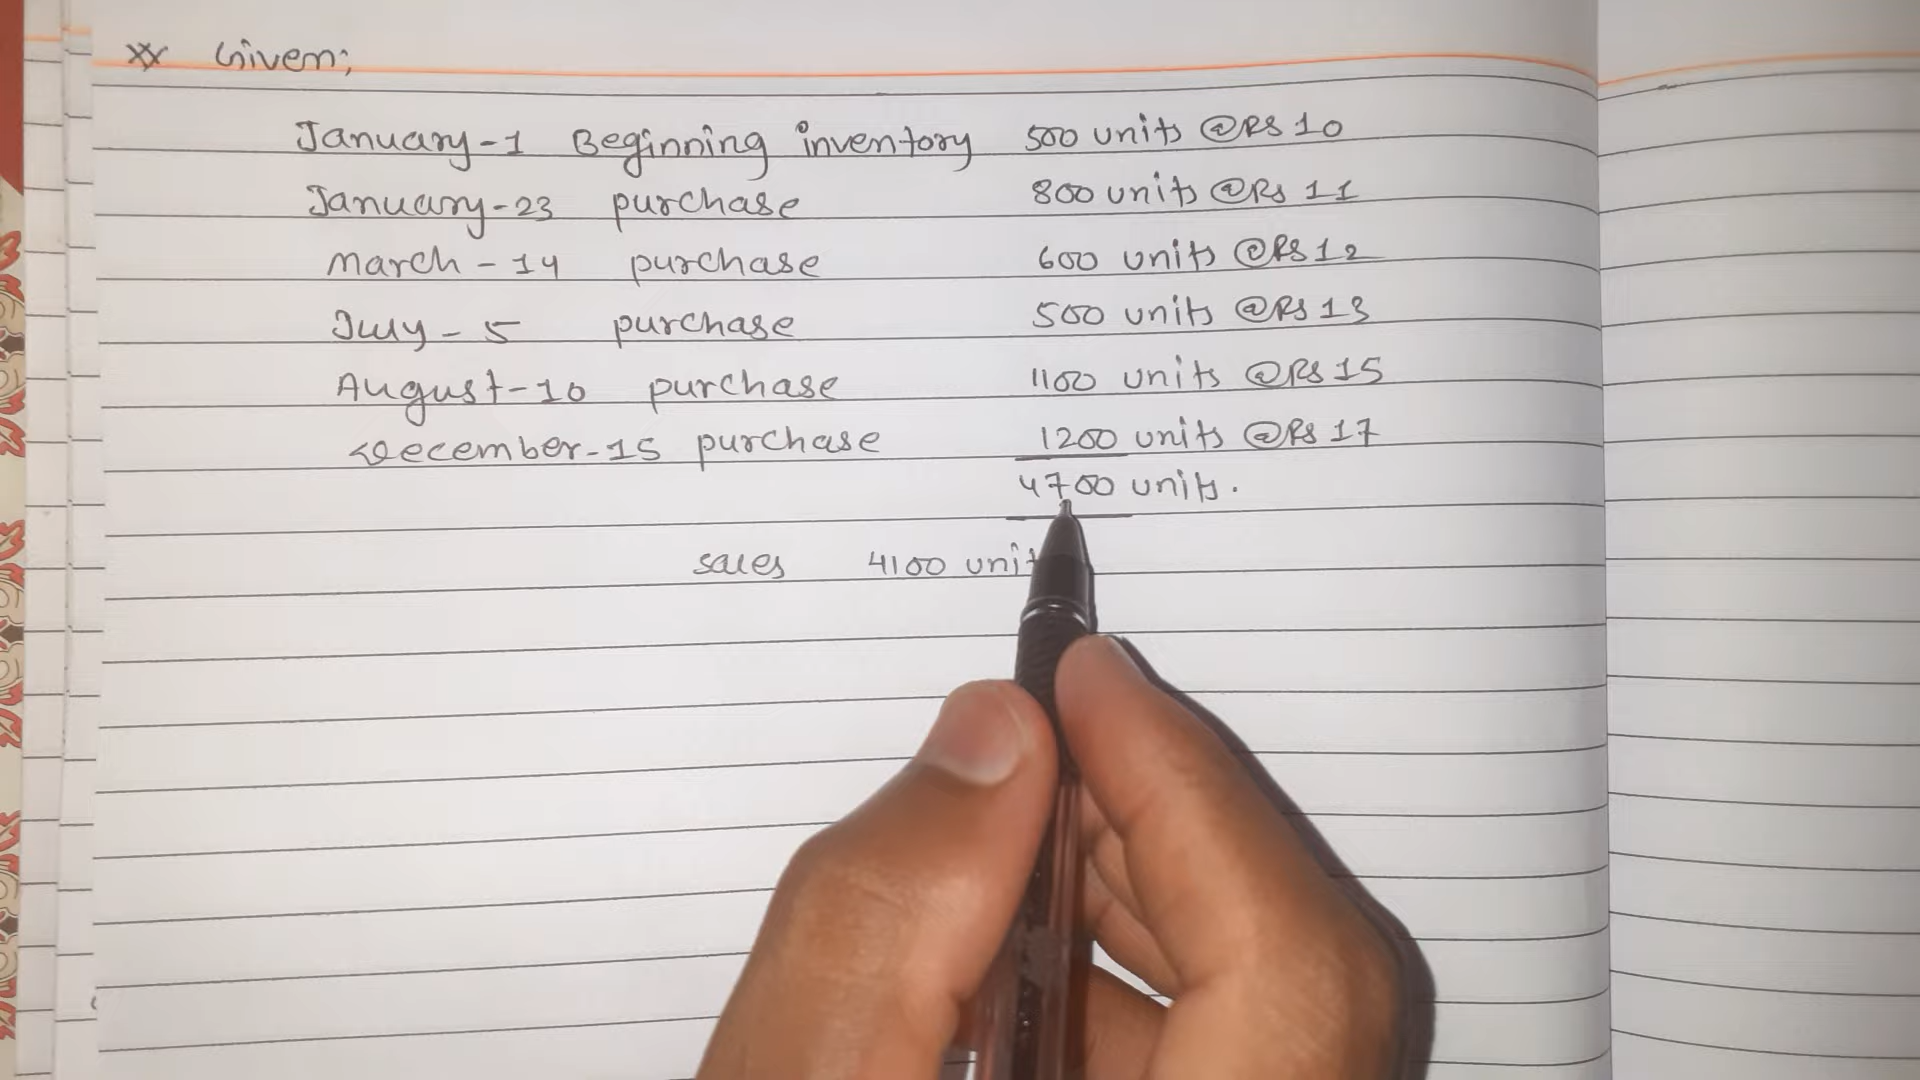 XX Given;
January-1 Beginning inventory 500 units @Rs 10
January-23 purchase 800 units @Rs 11
march - 14 purchase 600 units @Rs 12
July - 5 purchase 500 units @Rs 13
August-10 purchase 1100 units @Rs 15
December-15 purchase 1200 units @Rs 17
4700 units.
sales 4100 unit